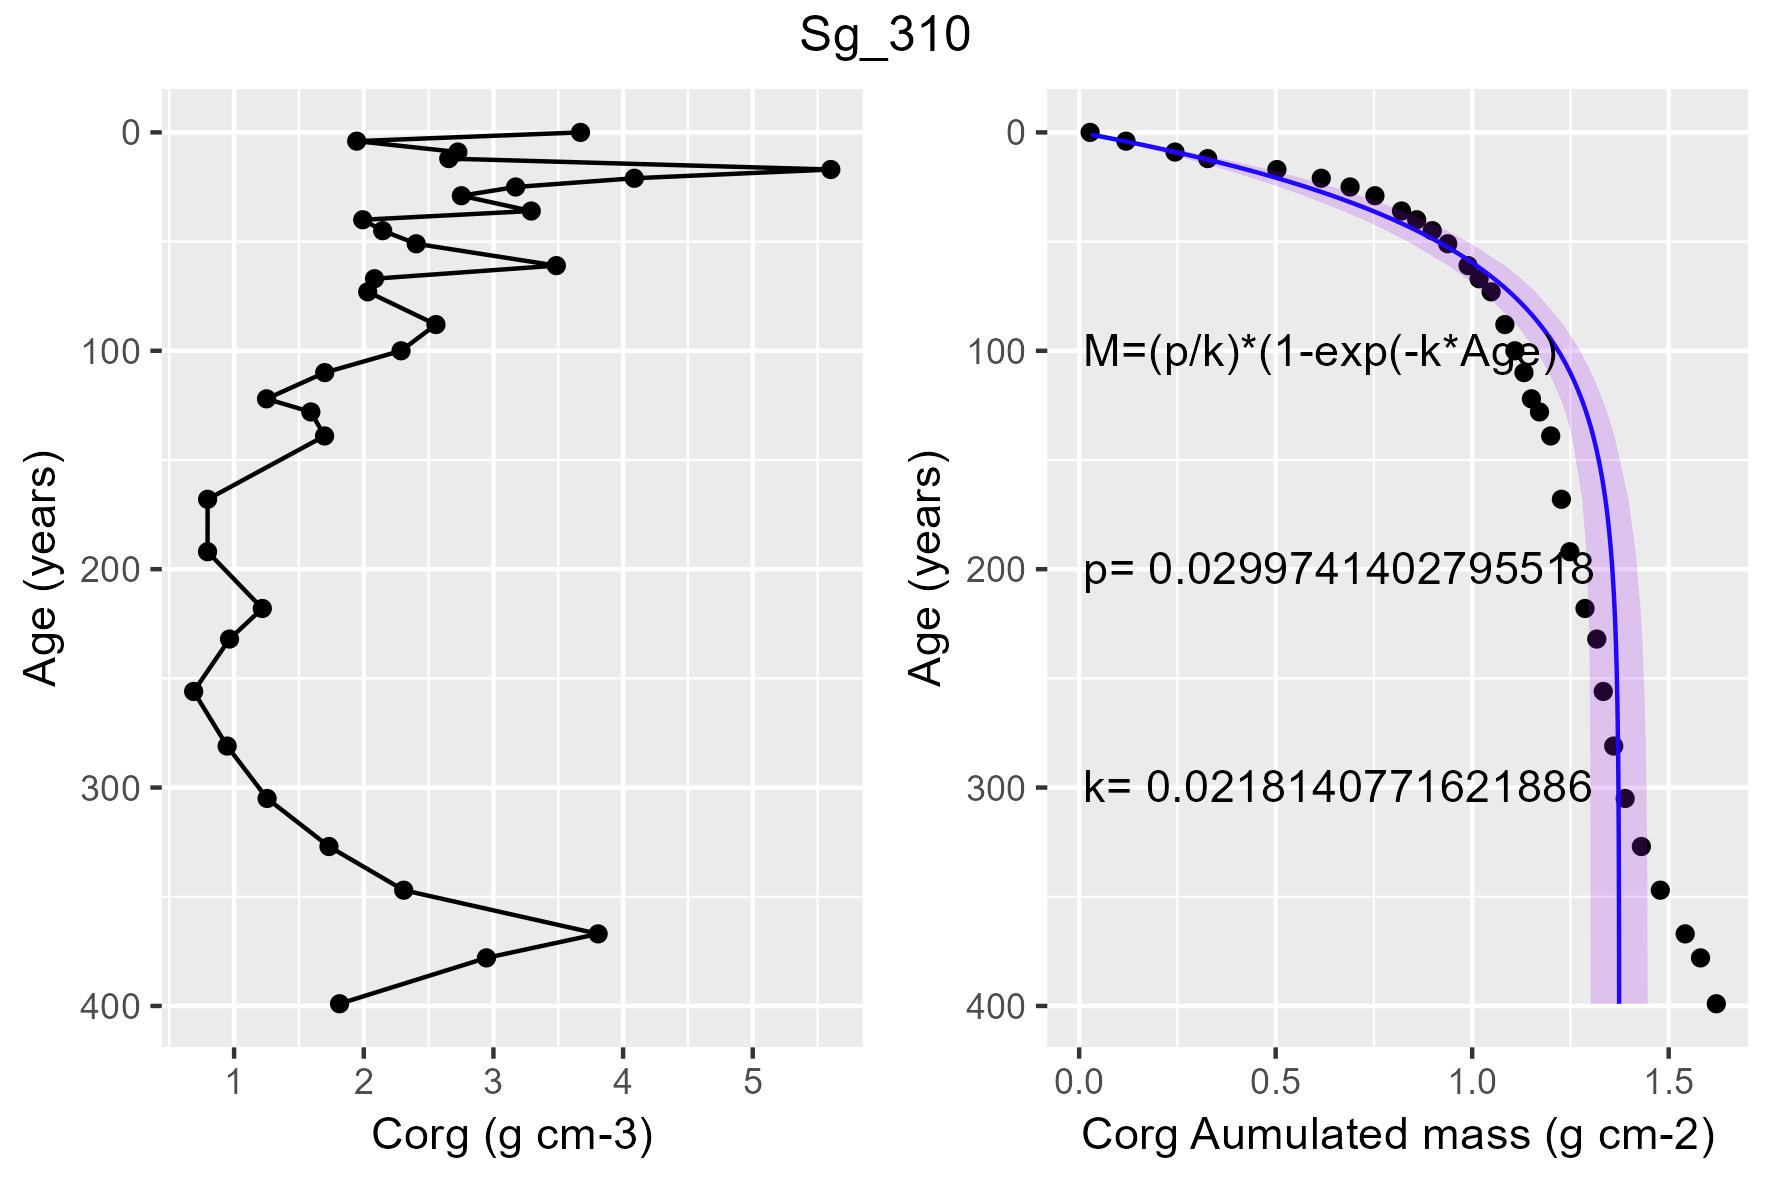 Sg_310
0
100
200
300
400
Age (years)
1 2 3 4 5
Corg (g cm-3)
0
100
200
300
400
Age (years)
M=(p/k)*(1-exp(-k*Age)
p= 0.0299741402795518
k= 0.0218140771621886
0.0 0.5 1.0 1.5
Corg Aumulated mass (g cm-2)